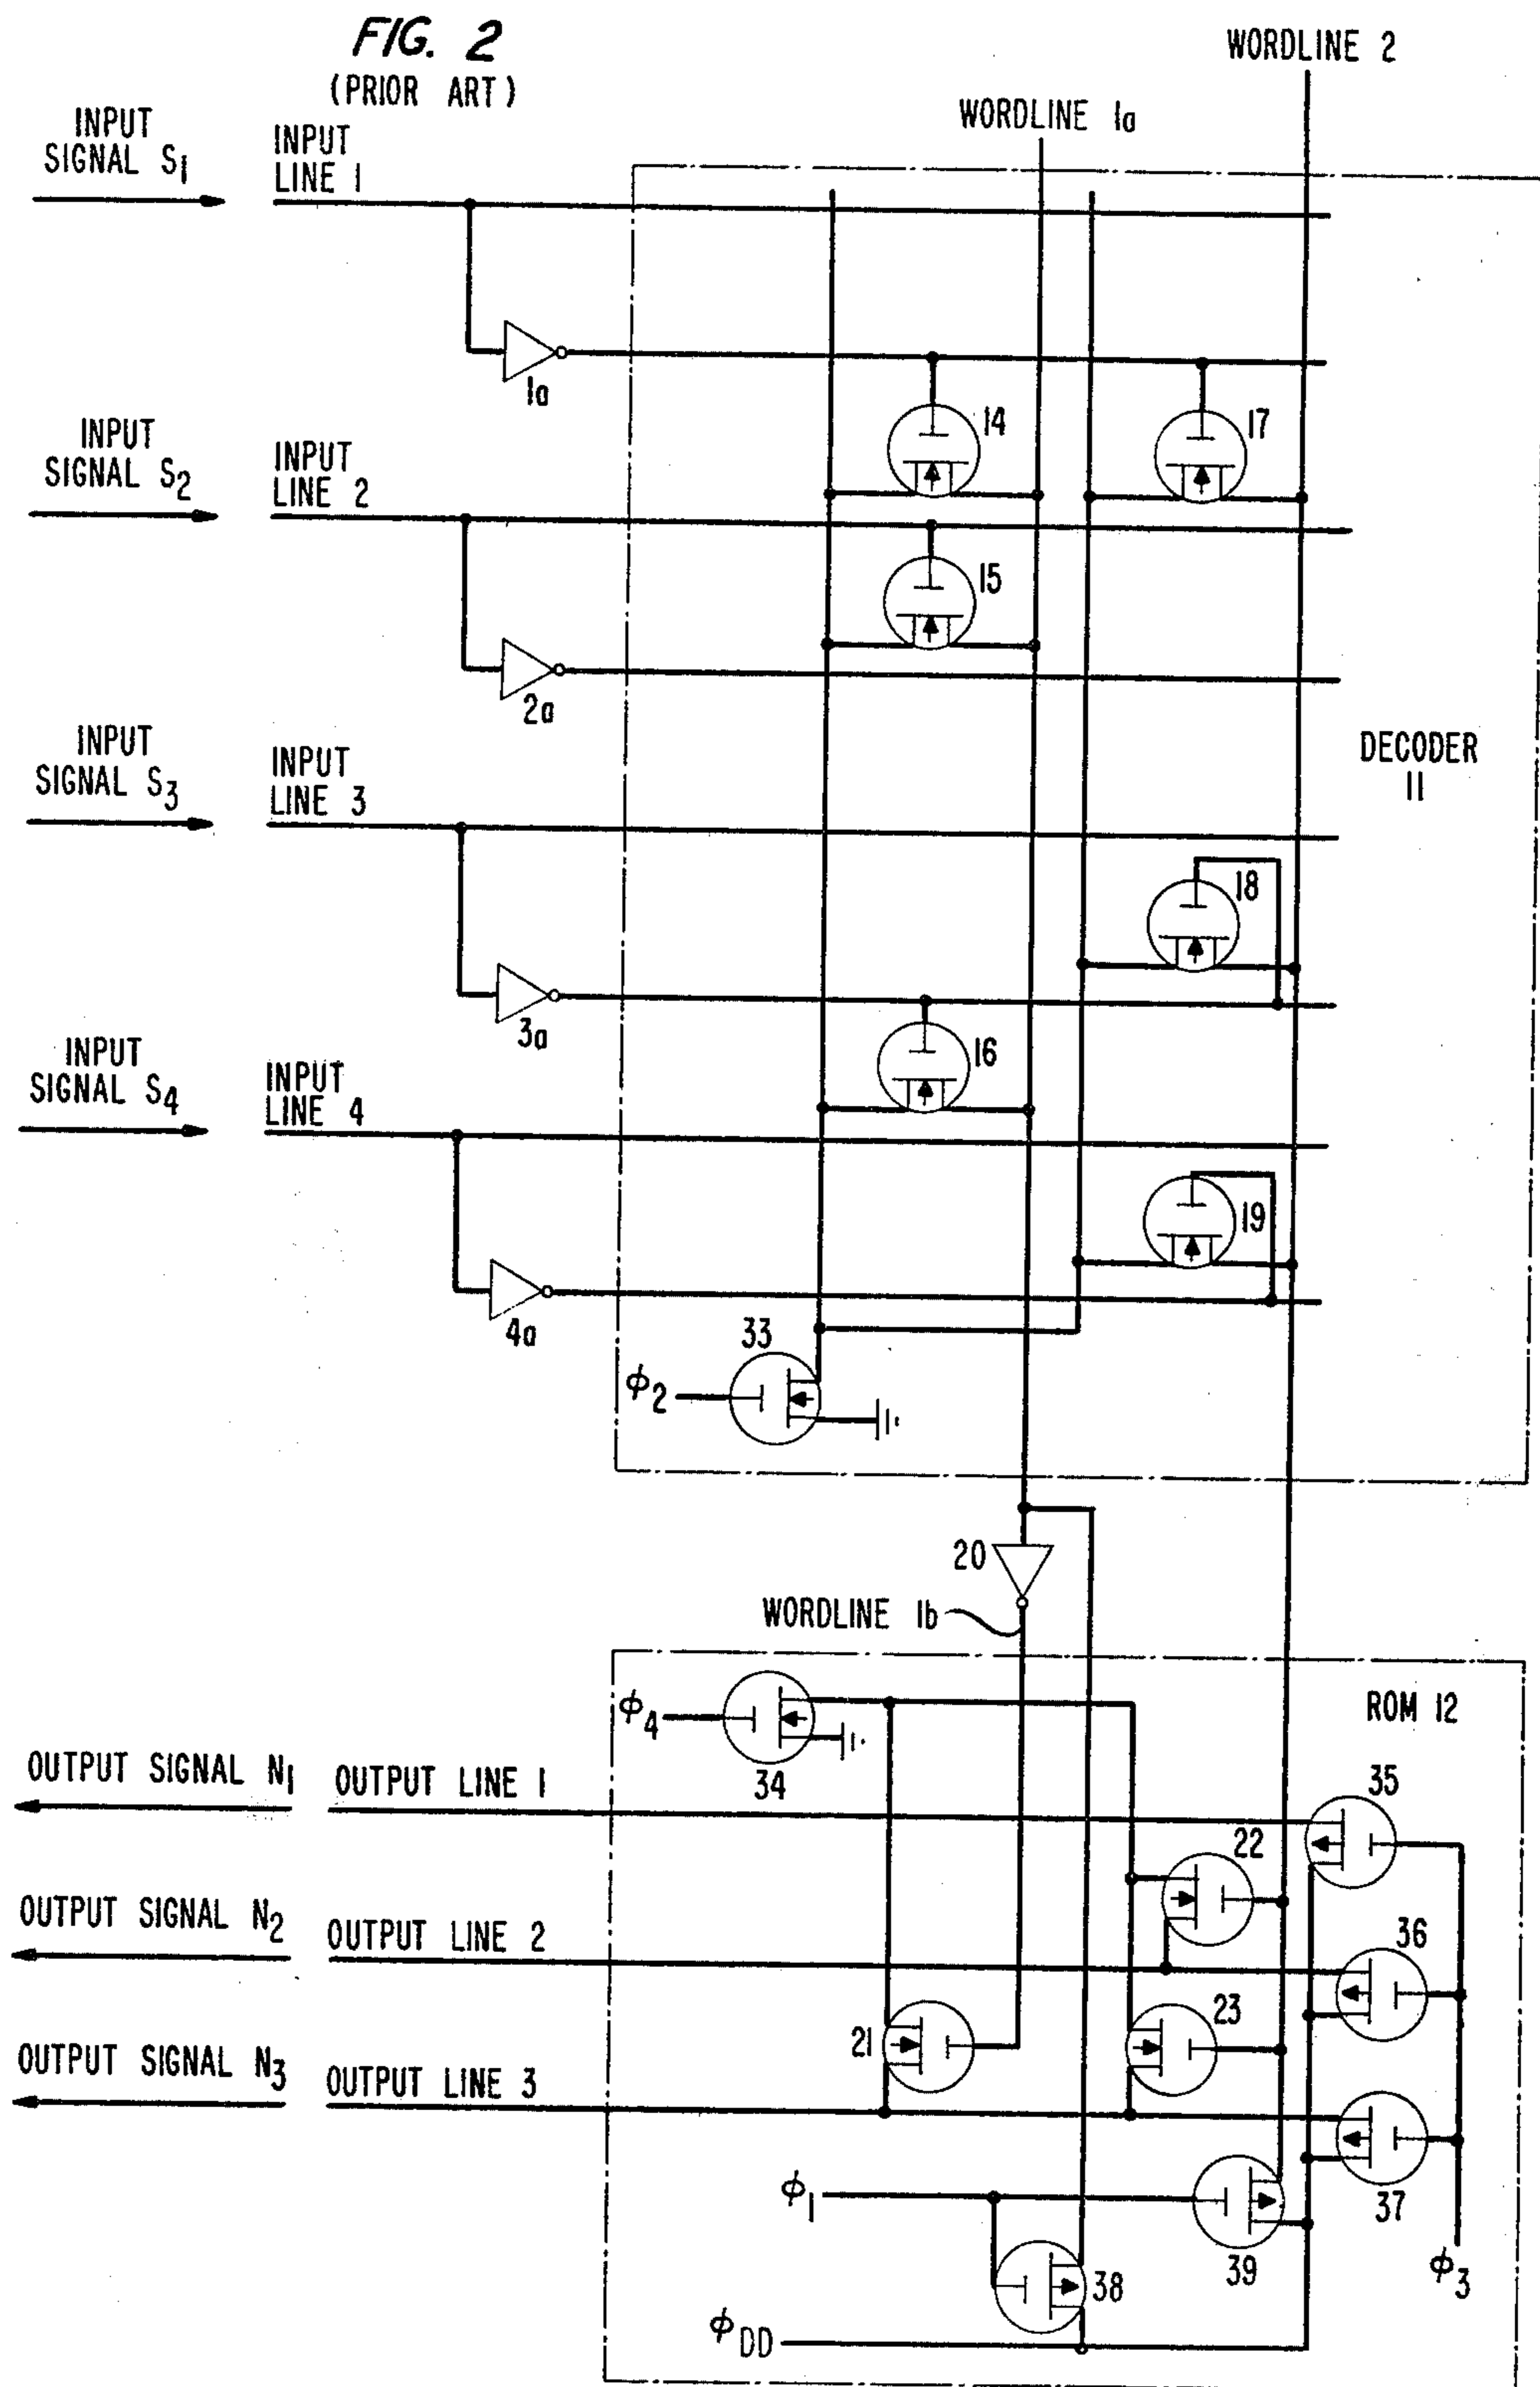 FIG. 2
(PRIOR ART)
WORDLINE 2
WORDLINE 1a
INPUT
SIGNAL S1
INPUT
LINE 1
1a
14
17
INPUT
SIGNAL S2
INPUT
LINE 2
15
2a
INPUT
SIGNAL S3
INPUT
LINE 3
DECODER
11
18
3a
16
INPUT
SIGNAL S4
INPUT
LINE 4
19
4a
33
ϕ2
20
WORDLINE 1b
ϕ4
ROM 12
34
OUTPUT SIGNAL N1
OUTPUT LINE 1
35
22
OUTPUT SIGNAL N2
OUTPUT LINE 2
36
21
23
OUTPUT SIGNAL N3
OUTPUT LINE 3
37
ϕ1
39
38
ϕ3
ϕDD